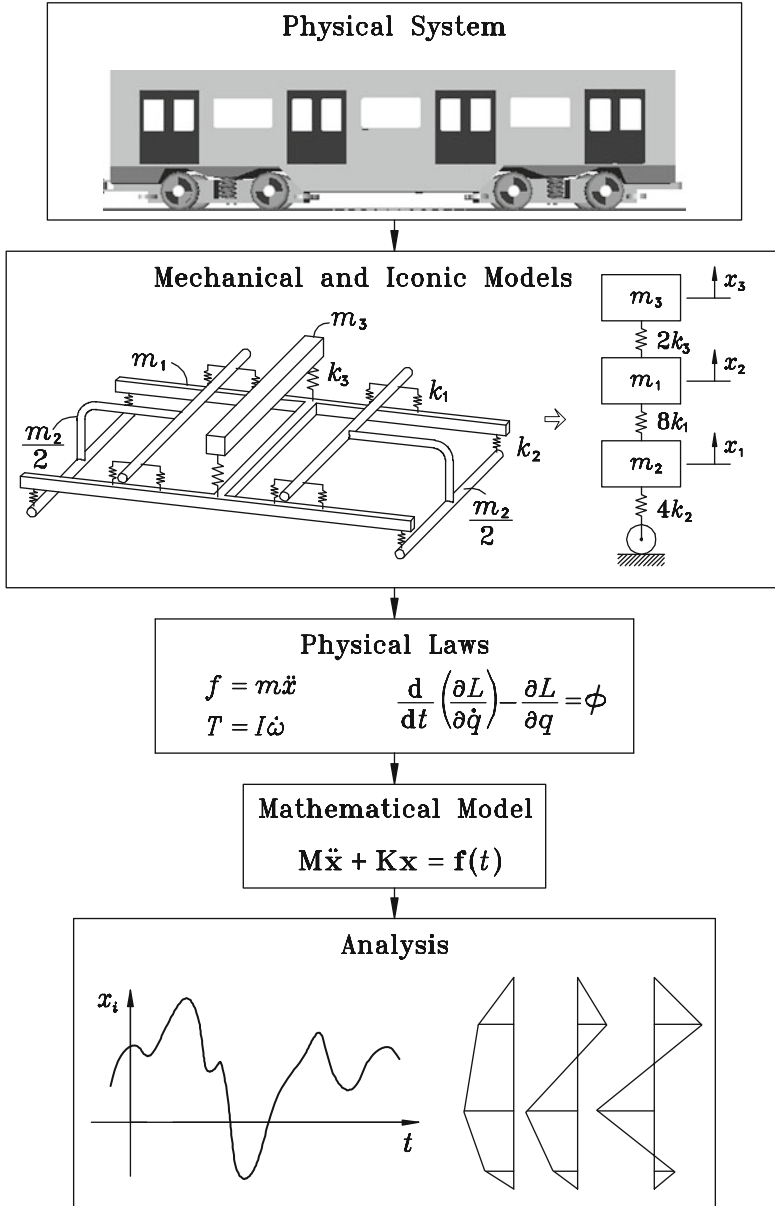 Physical System
Mechanical and Iconic Models
m₃
m₁
k₃
k₁
m₂/2
k₂
m₂/2
⇨
m₃
x₃
2k₃
m₁
x₂
8k₁
m₂
x₁
4k₂
Physical Laws
f = mẍ
T = Iω̇
d/dt (∂L/∂q̇) − ∂L/∂q = ϕ
Mathematical Model
Mẍ + Kx = f(t)
Analysis
xᵢ
t